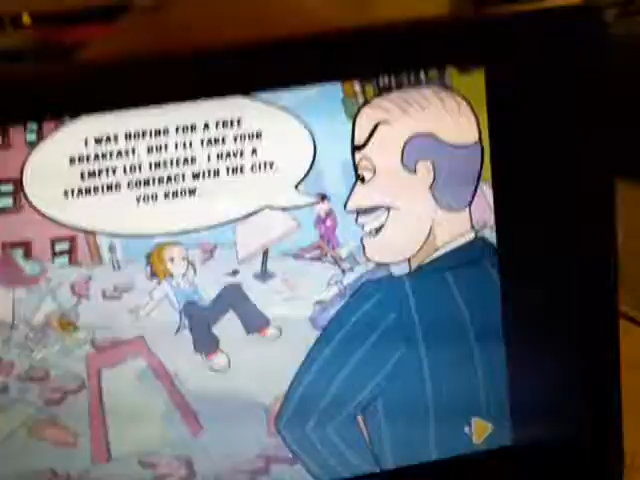 I WAS HOPING FOR A FREE
BREAKFAST, BUT I'LL TAKE YOUR
EMPTY LOT INSTEAD. I HAVE A
STANDING CONTRACT WITH THE CITY,
YOU KNOW.